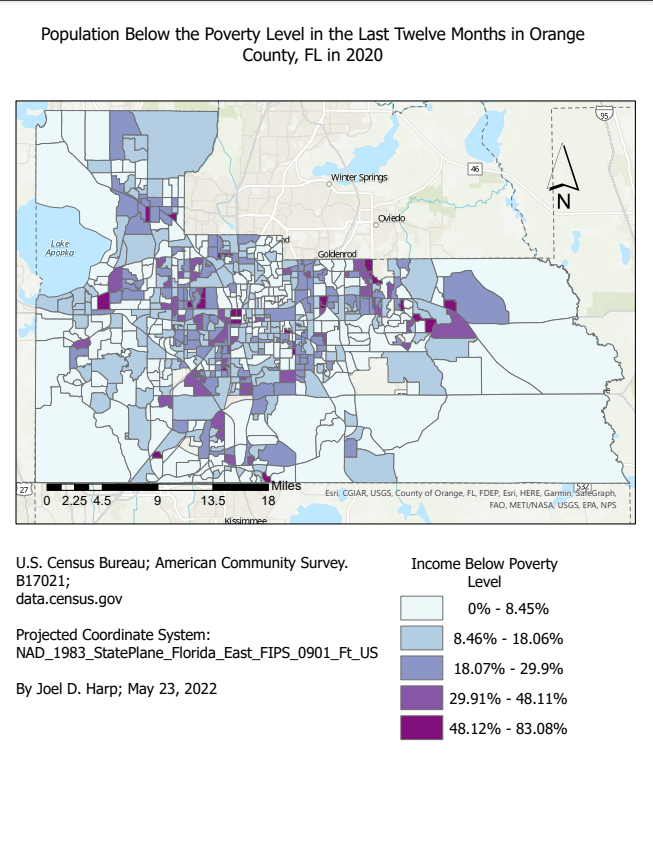 Population Below the Poverty Level in the Last Twelve Months in Orange
County, FL in 2020
95
46
Winter Springs
Oviedo
N
Lake
Apopka
Goldenrod
27
Miles
0 2.25 4.5 9 13.5 18
532
Esri, CGIAR, USGS, County of Orange, FL, FDEP, Esri, HERE, Garmin, SafeGraph,
FAO, METI/NASA, USGS, EPA, NPS
Kissimmee
U.S. Census Bureau; American Community Survey.
B17021;
data.census.gov
Projected Coordinate System:
NAD_1983_StatePlane_Florida_East_FIPS_0901_Ft_US
By Joel D. Harp; May 23, 2022
Income Below Poverty
Level
0% - 8.45%
8.46% - 18.06%
18.07% - 29.9%
29.91% - 48.11%
48.12% - 83.08%